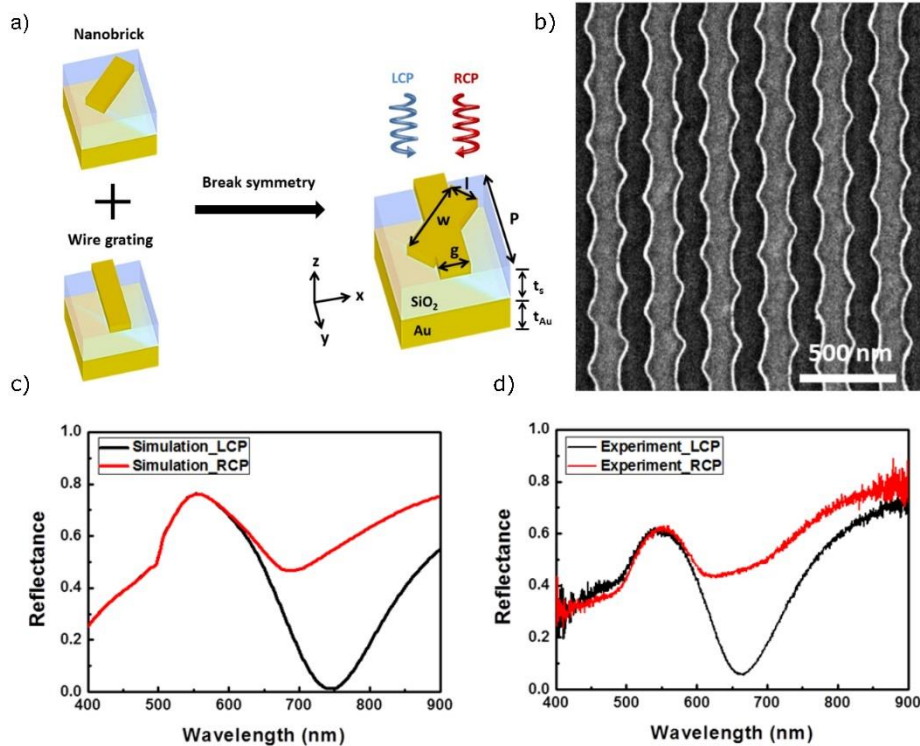 a)
Nanobrick
Wire grating
Break symmetry
LCP
RCP
l
w
P
g
z
x
y
SiO₂
Au
tₛ
t_Au
b)
500 nm
c)
Simulation_LCP
Simulation_RCP
Reflectance
1.0
0.8
0.6
0.4
0.2
0.0
400 500 600 700 800 900
Wavelength (nm)
d)
Experiment_LCP
Experiment_RCP
Reflectance
1.0
0.8
0.6
0.4
0.2
0.0
400 500 600 700 800 900
Wavelength (nm)